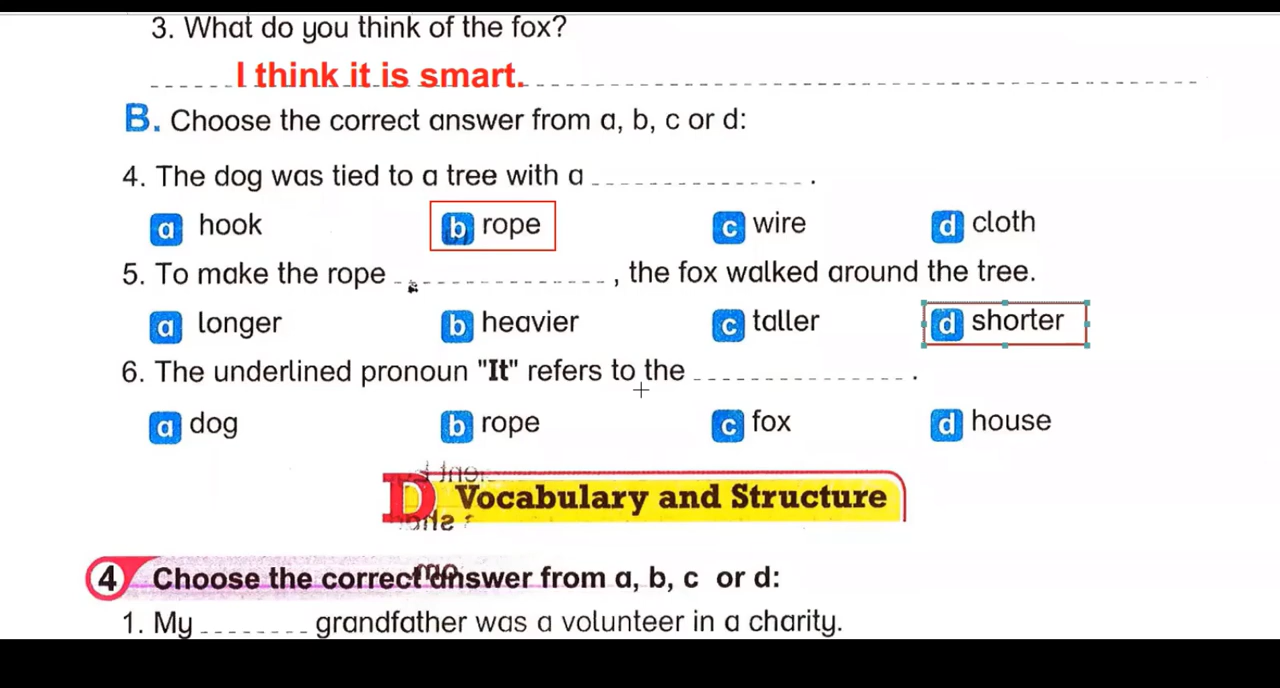 3. What do you think of the fox?
I think it is smart.
B. Choose the correct answer from a, b, c or d:
4. The dog was tied to a tree with a .
a hook b rope c wire d cloth
5. To make the rope , the fox walked around the tree.
a longer b heavier c taller d shorter
6. The underlined pronoun "It" refers to the .
a dog b rope c fox d house
D Vocabulary and Structure
4 Choose the correct answer from a, b, c or d:
1. My grandfather was a volunteer in a charity.